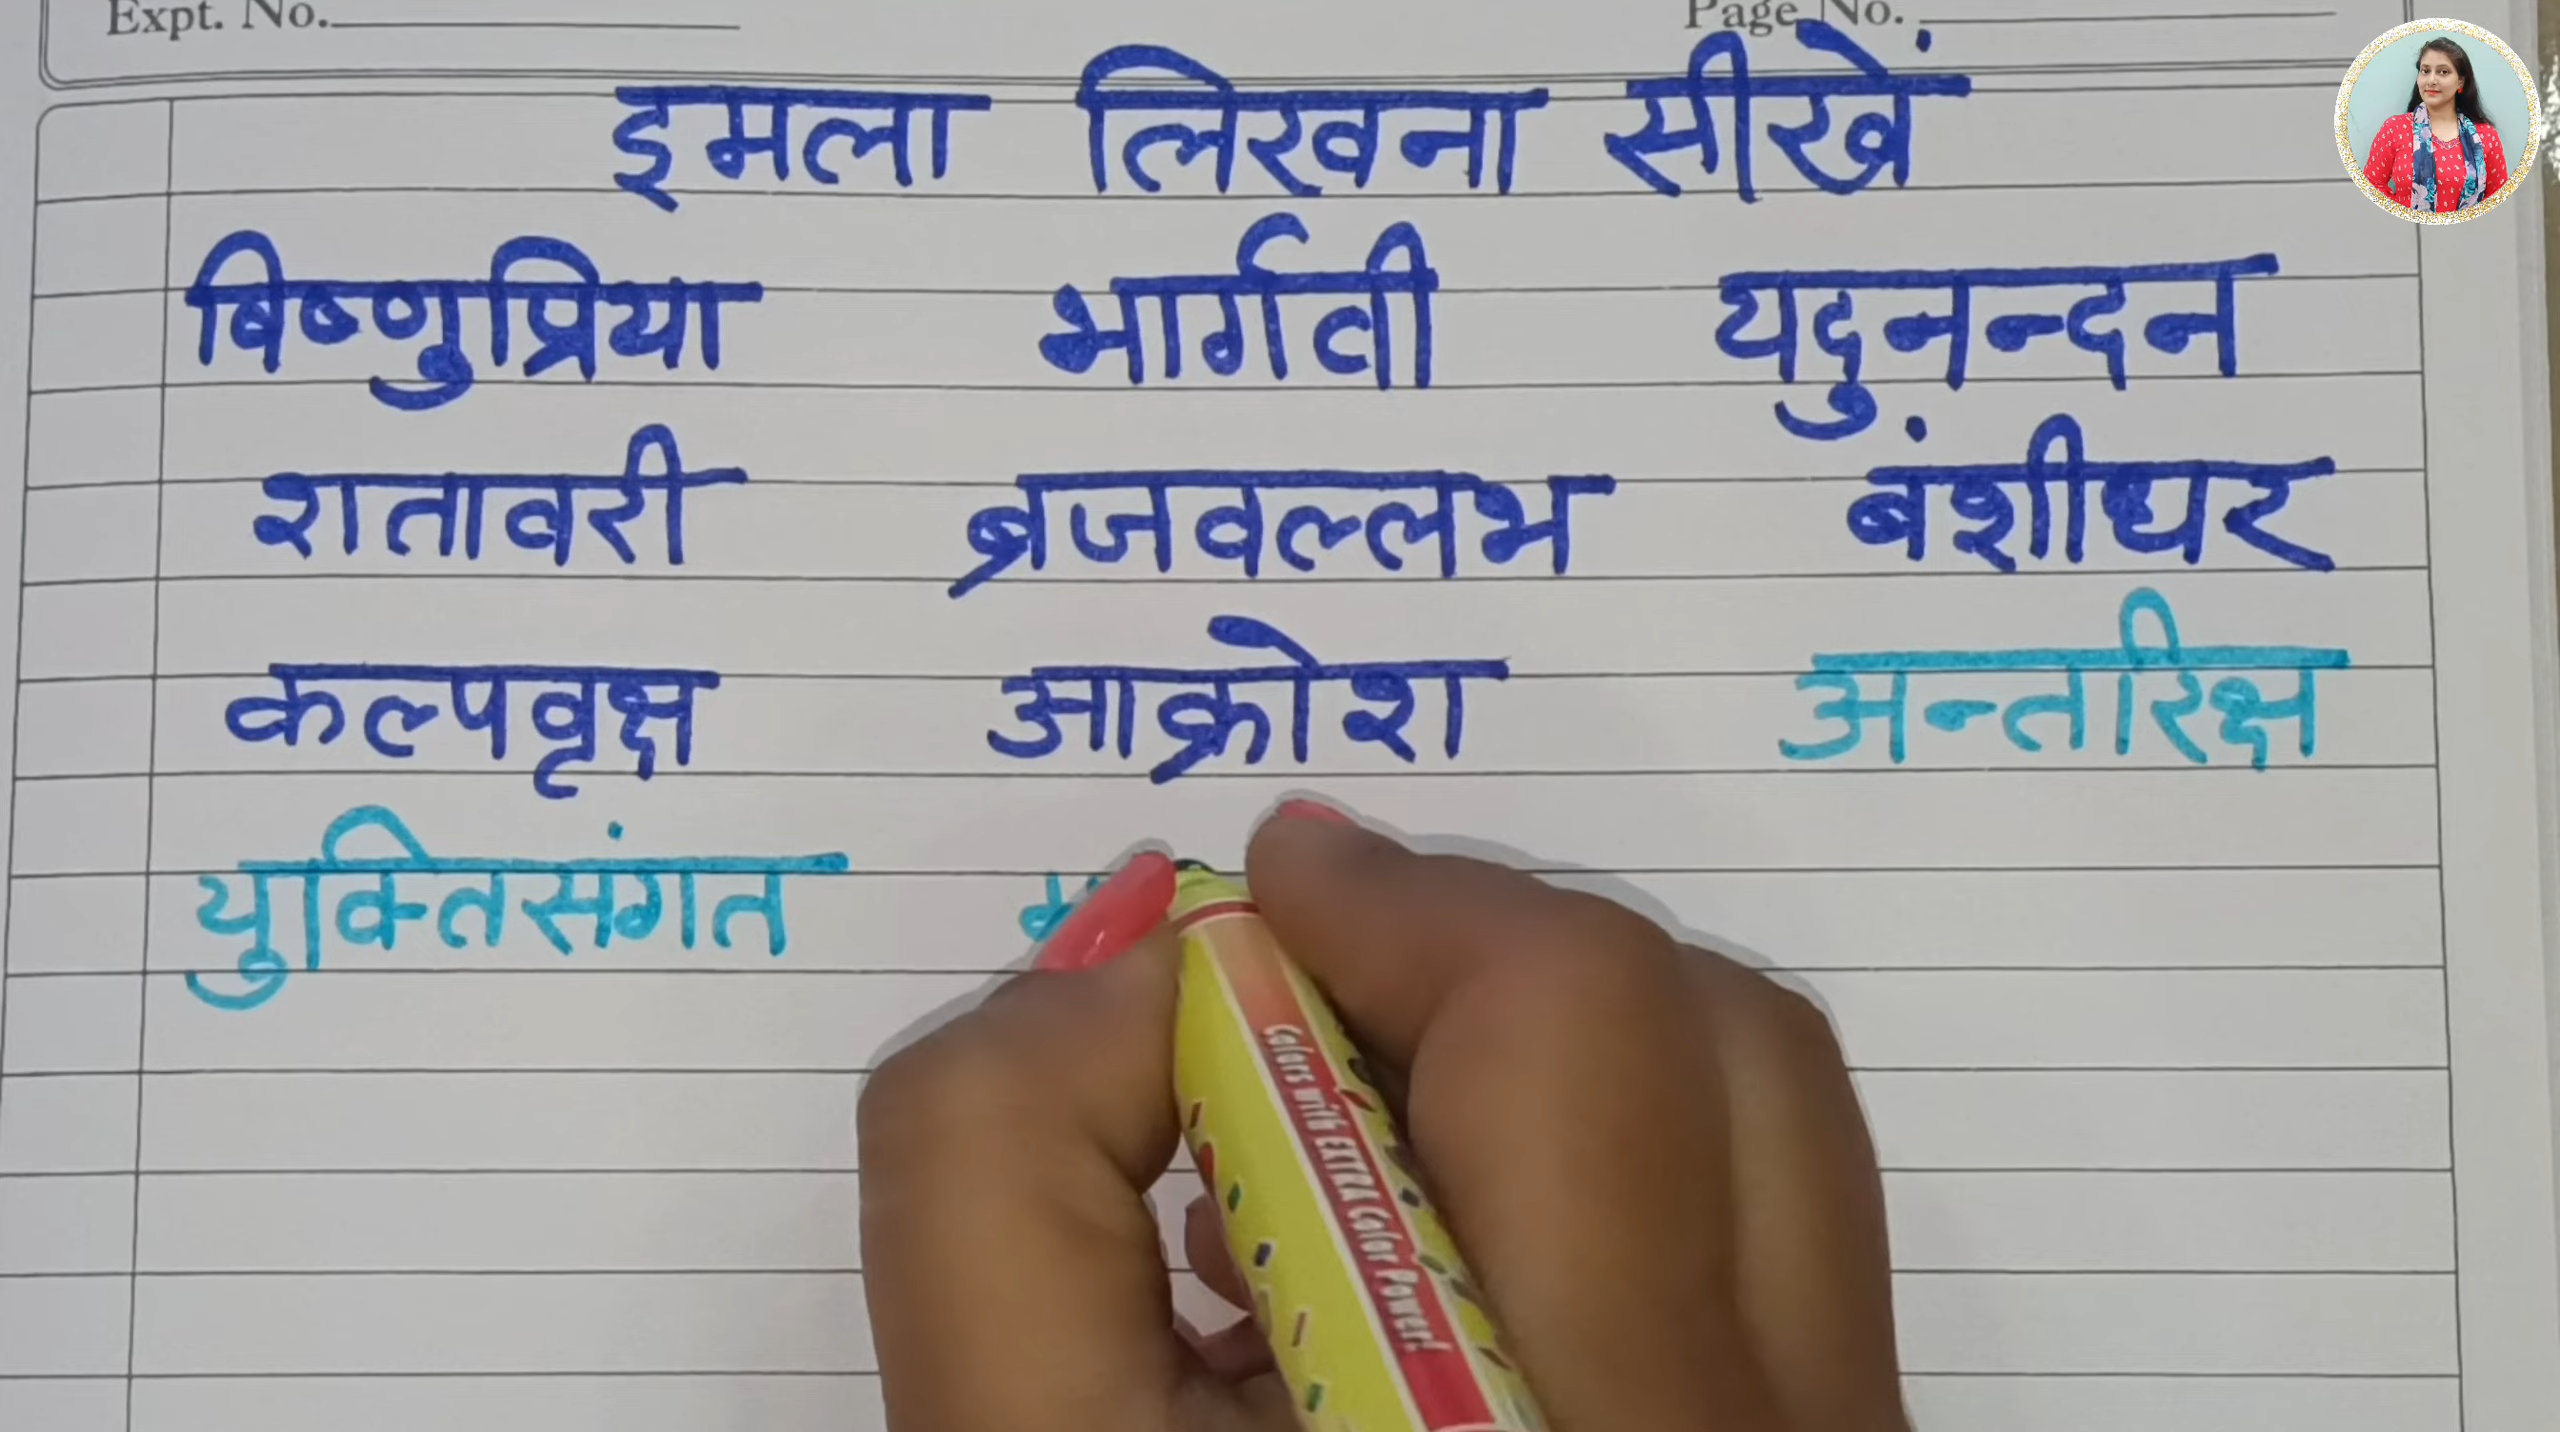 Expt. No. Page No.
इमला लिखना सीखें
विष्णुप्रिया भार्गवी यदुनन्दन
शतावरी ब्रजवल्लभ बंशीधर
कल्पवृक्ष आक्रोश अन्तरिक्ष
युक्तिसंगत
Colors with EXTRA Color Power!